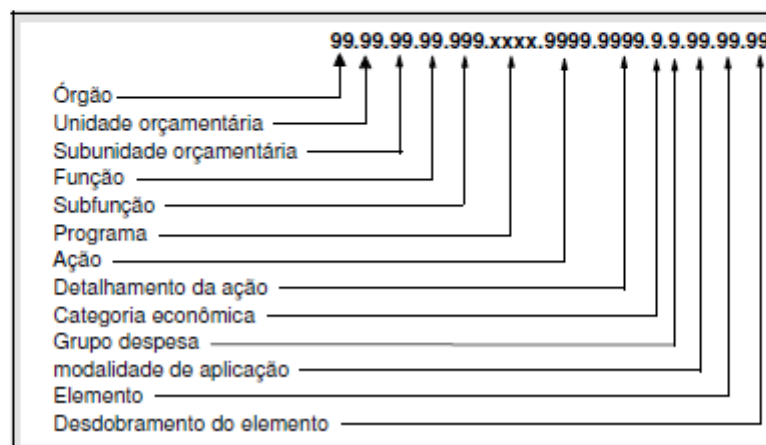 99.99.99.99.999.xxxx.9999.9999.9.9.99.99.99
Órgão
Unidade orçamentária
Subunidade orçamentária
Função
Subfunção
Programa
Ação
Detalhamento da ação
Categoria econômica
Grupo despesa
modalidade de aplicação
Elemento
Desdobramento do elemento